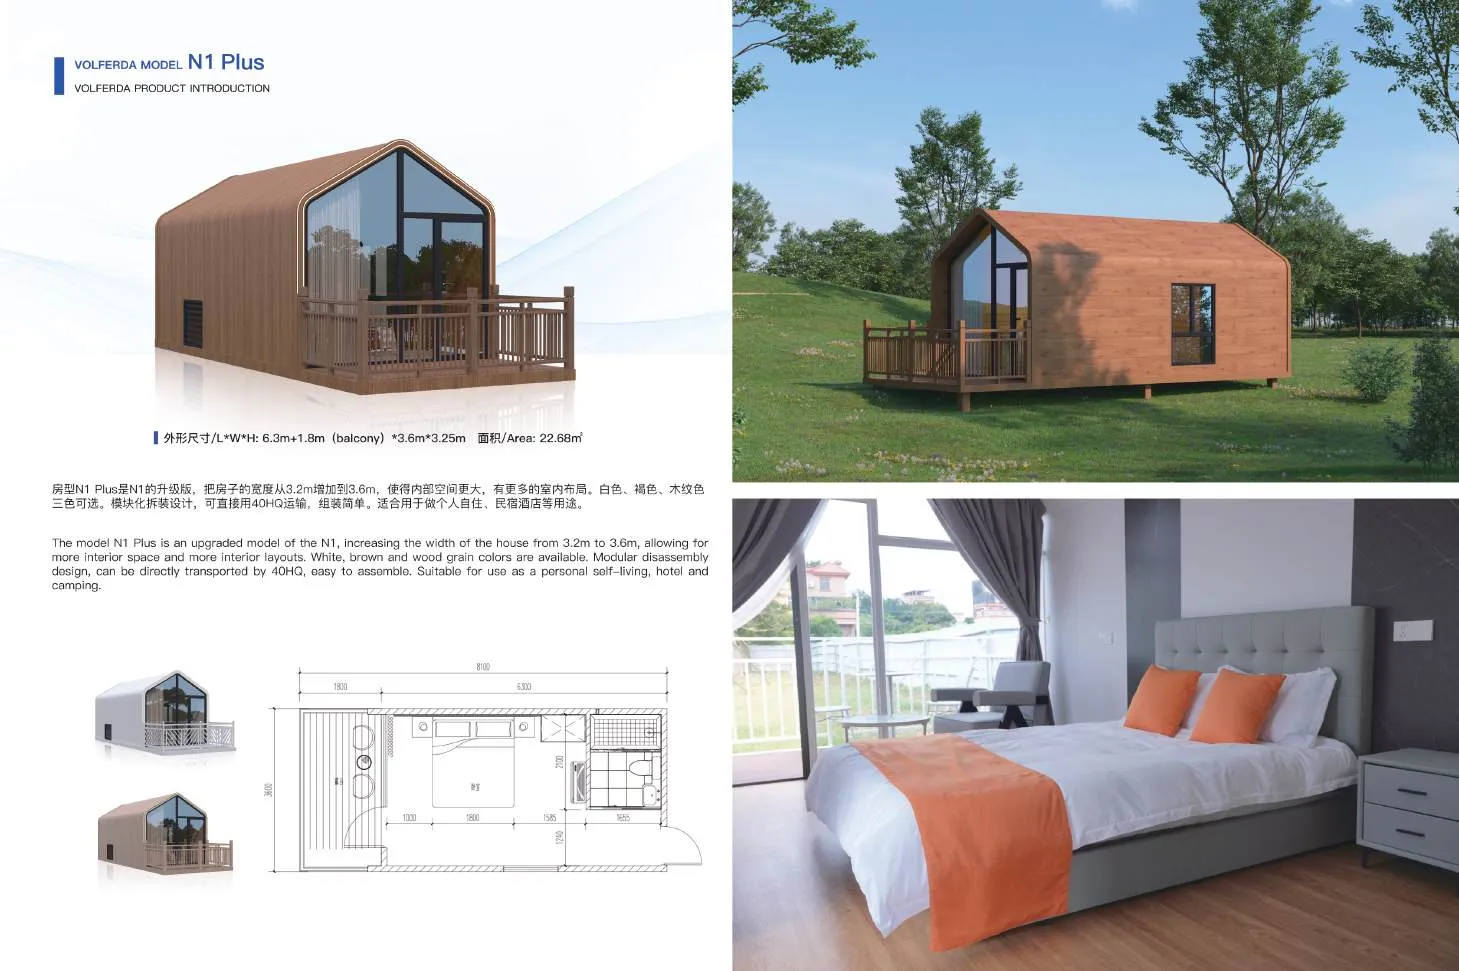 VOLFERDA MODEL N1 Plus
VOLFERDA PRODUCT INTRODUCTION
外形尺寸/L*W*H: 6.3m+1.8m（balcony）*3.6m*3.25m 面积/Area: 22.68㎡
房型N1 Plus是N1的升级版，把房子的宽度从3.2m增加到3.6m，使得内部空间更大，有更多的室内布局。白色、褐色、木纹色
三色可选。模块化拆装设计，可直接用40HQ运输，组装简单。适合用于做个人自住、民宿酒店等用途。
The model N1 Plus is an upgraded model of the N1, increasing the width of the house from 3.2m to 3.6m, allowing for
more interior space and more interior layouts. White, brown and wood grain colors are available. Modular disassembly
design, can be directly transported by 40HQ, easy to assemble. Suitable for use as a personal self-living, hotel and
camping.
8100
1800 6300
3600
2100
1000 1800 1585 1655
1240